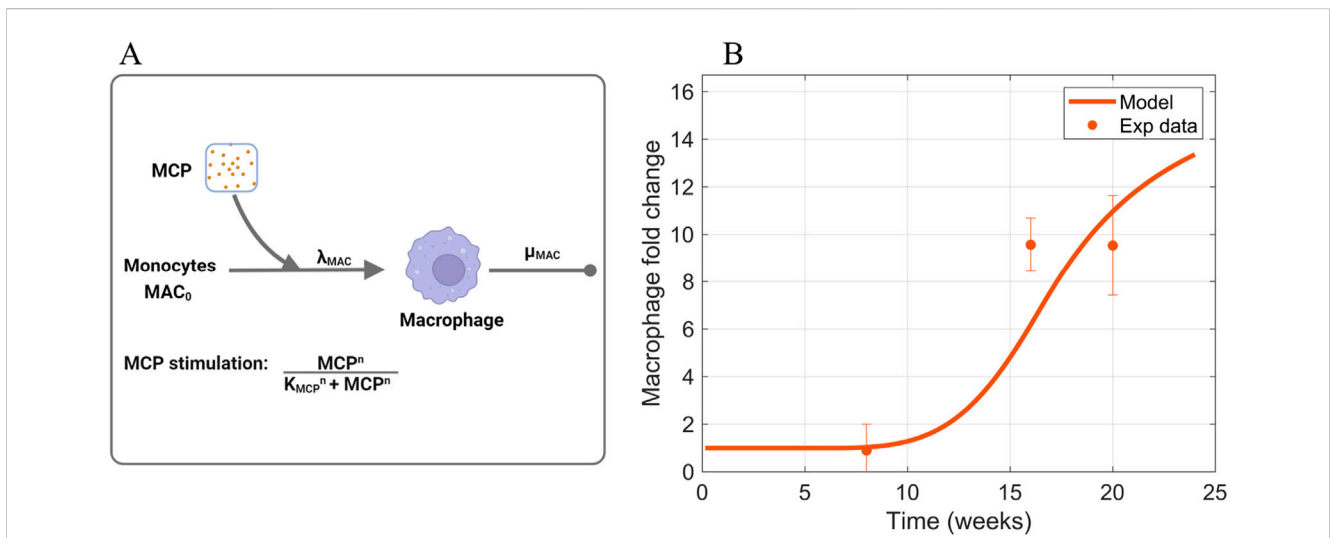 A
MCP
Monocytes
MAC₀
λMAC
Macrophage
μMAC
MCP stimulation:
MCPⁿ
K_MCPⁿ + MCPⁿ
B
Model
Exp data
Macrophage fold change
16
14
12
10
8
6
4
2
0
0 5 10 15 20 25
Time (weeks)